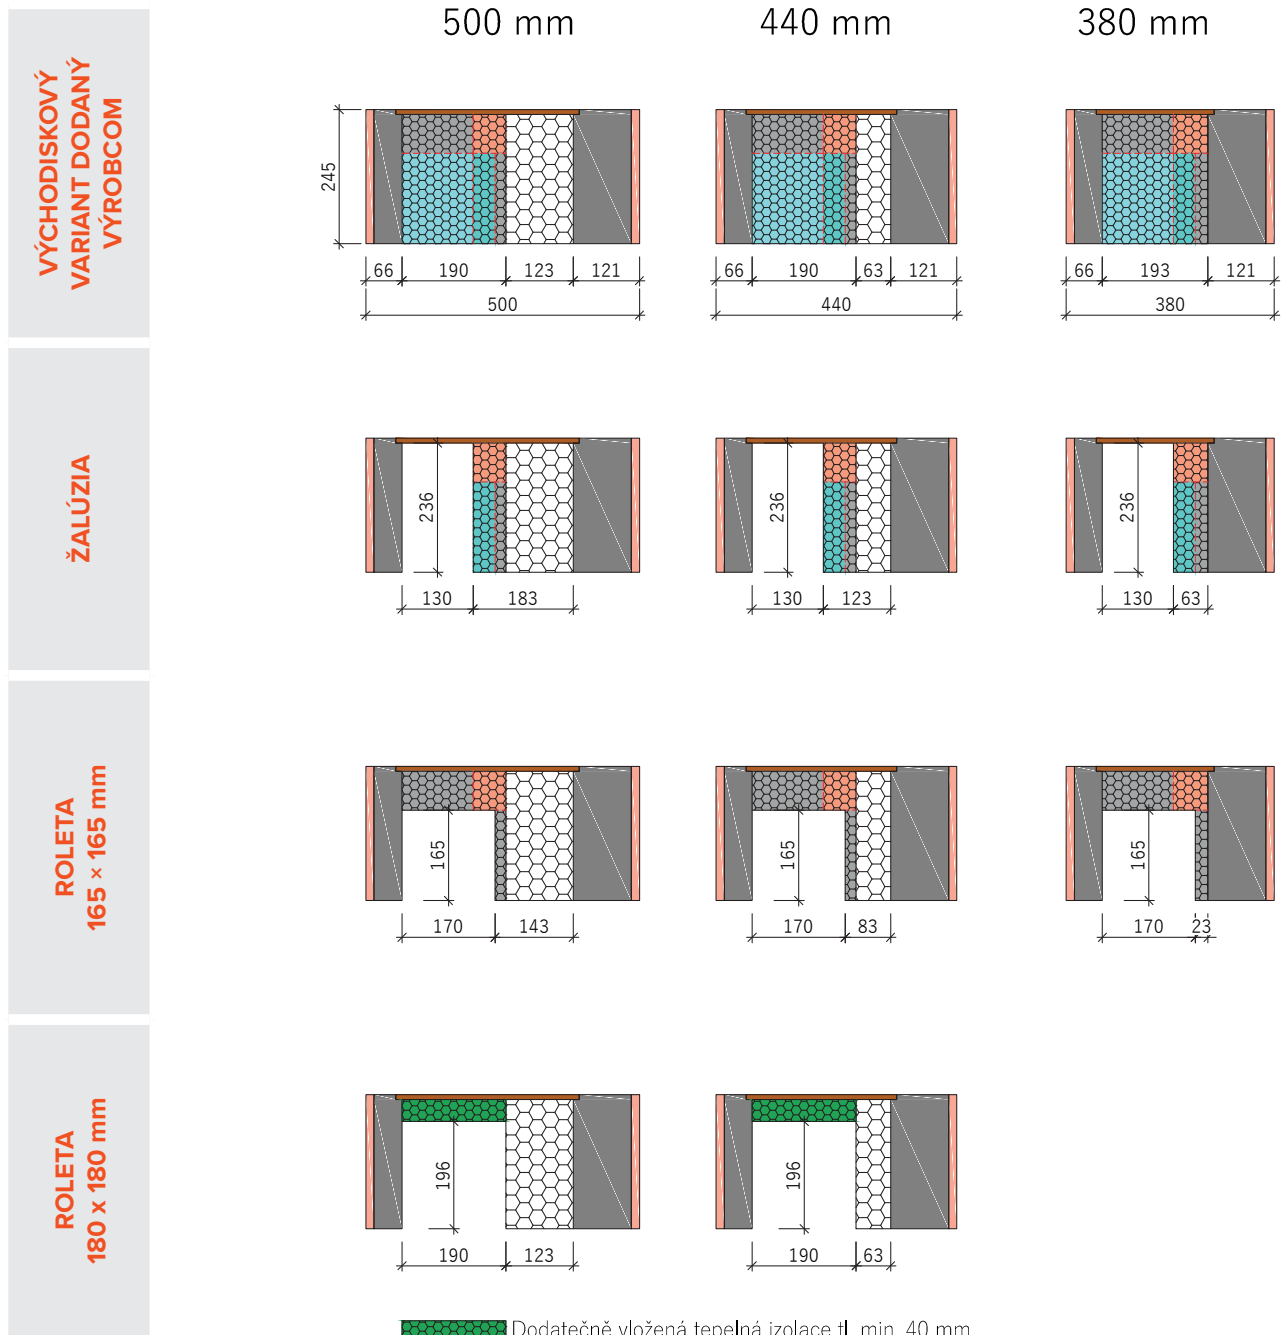 500 mm 440 mm 380 mm
VÝCHODISKOVÝ
VARIANT DODANÝ
VÝROBCOM
245
66 190 123 121
500
66 190 63 121
440
66 193 121
380
ŽALÚZIA
236 236 236
130 183 130 123 130 63
ROLETA
165 × 165 mm
165 165 165
170 143 170 83 170 23
ROLETA
180 x 180 mm
196 196
190 123 190 63
Dodatečně vložená tepelná izolace tl. min. 40 mm